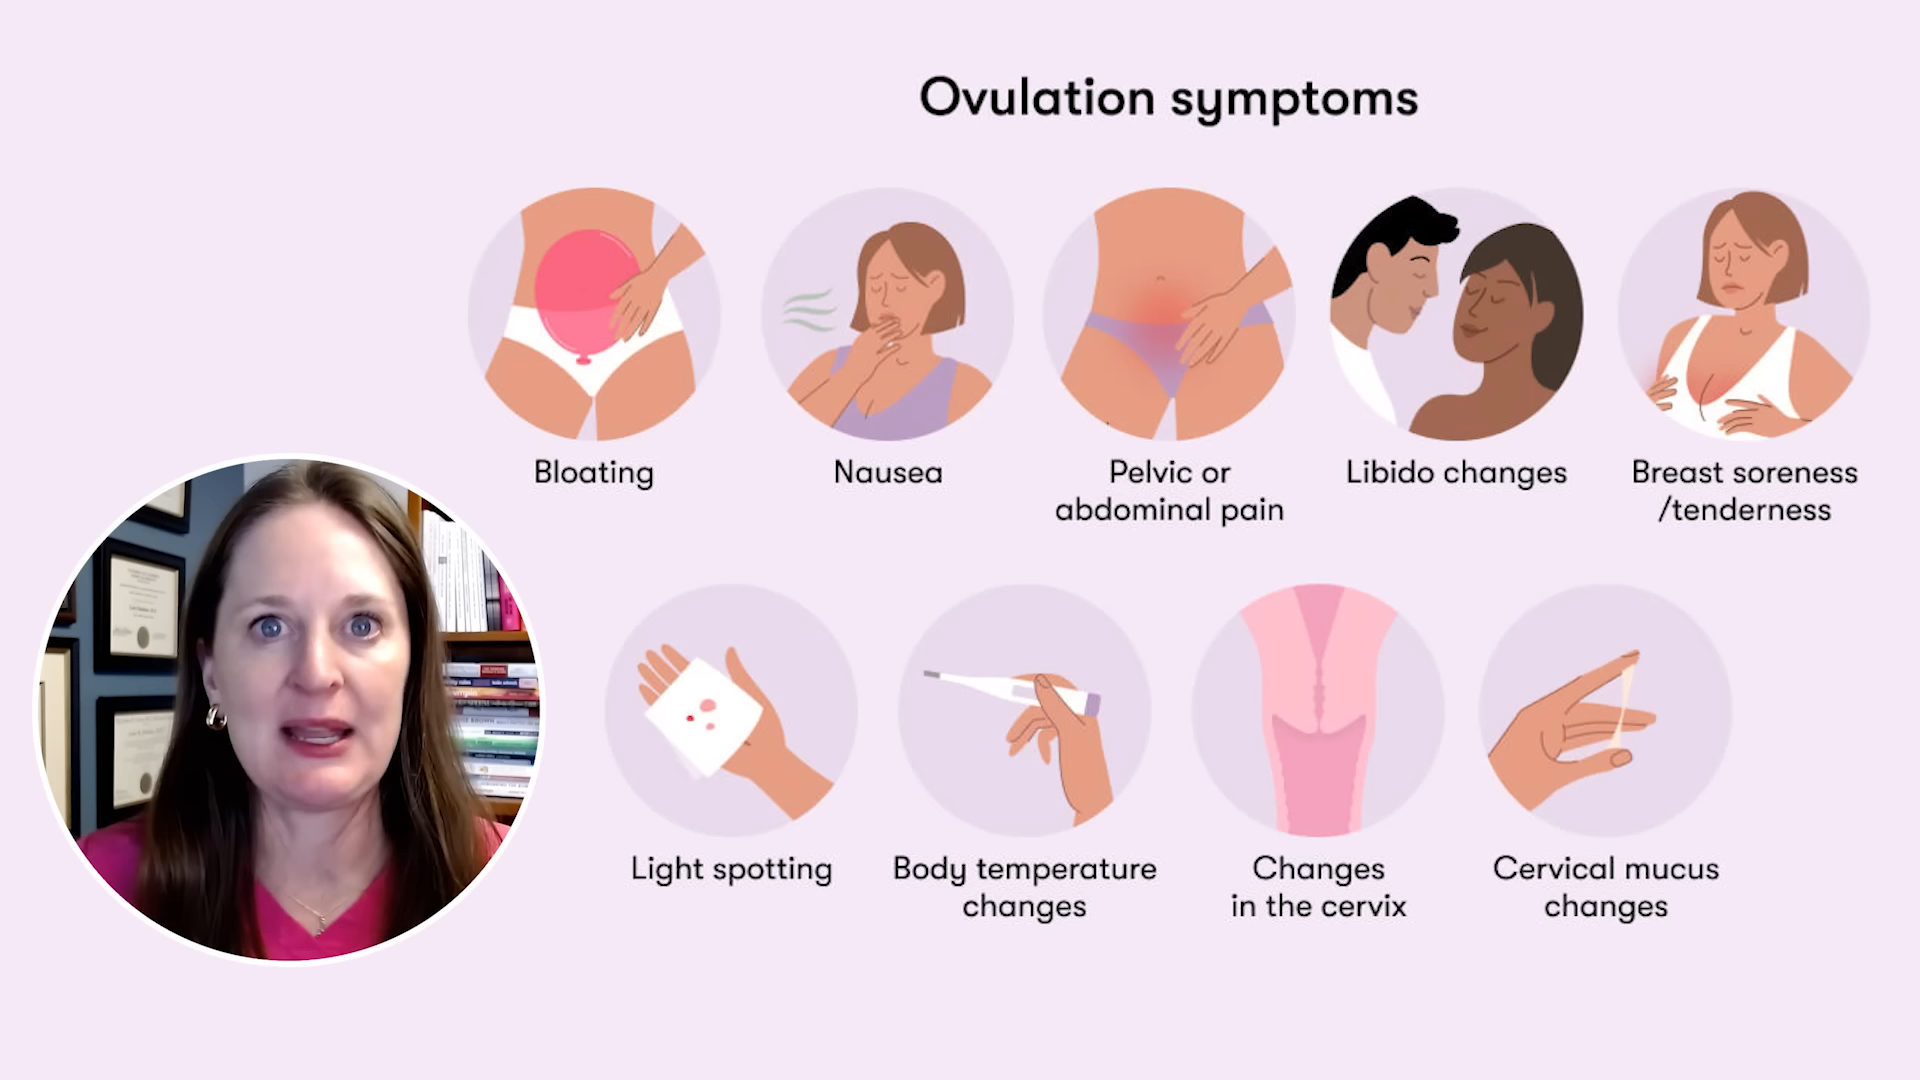 Ovulation symptoms
Bloating
Nausea
Pelvic or
abdominal pain
Libido changes
Breast soreness
/tenderness
Light spotting
Body temperature
changes
Changes
in the cervix
Cervical mucus
changes